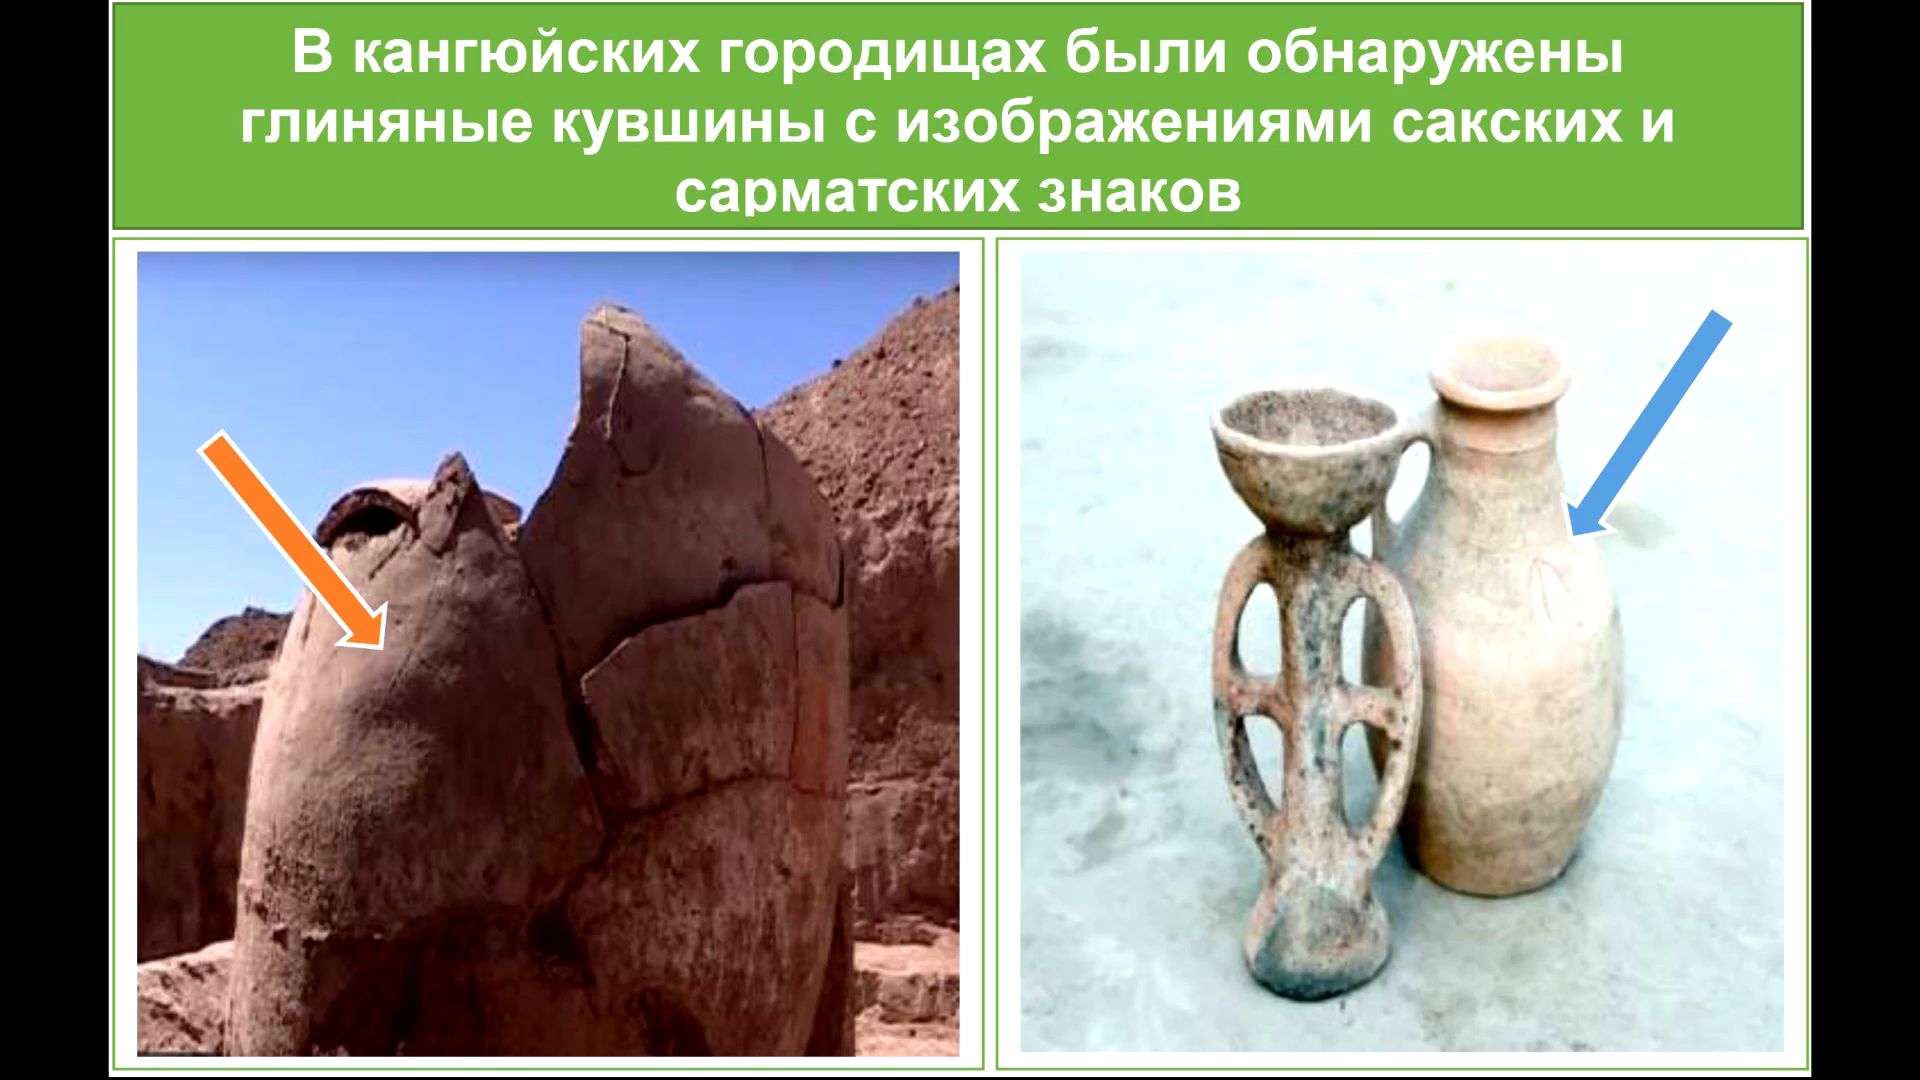 В кангюйских городищах были обнаружены
глиняные кувшины с изображениями сакских и
сарматских знаков